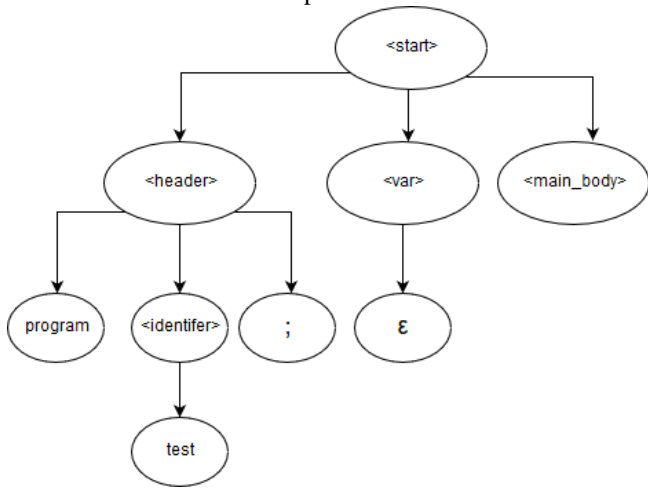 <start>
<header>
<var>
<main_body>
program
<identifer>
;
ε
test